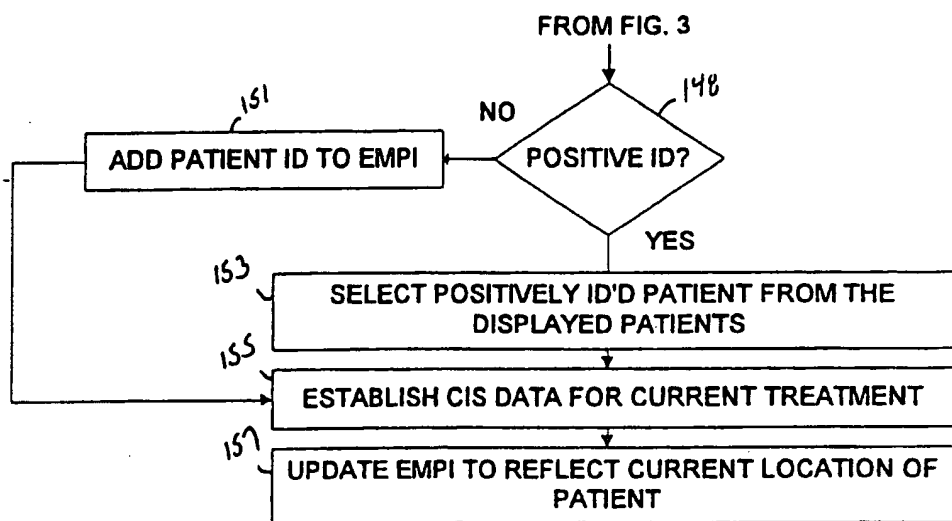 FROM FIG. 3
148
NO
POSITIVE ID?
151
ADD PATIENT ID TO EMPI
YES
153
SELECT POSITIVELY ID'D PATIENT FROM THE
DISPLAYED PATIENTS
155
ESTABLISH CIS DATA FOR CURRENT TREATMENT
157
UPDATE EMPI TO REFLECT CURRENT LOCATION OF
PATIENT